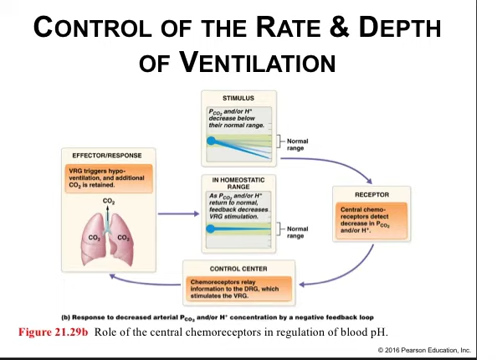 CONTROL OF THE RATE & DEPTH
OF VENTILATION
STIMULUS
PCO2 and/or H+
decrease below
their normal range.
Normal
range
EFFECTOR/RESPONSE
VRG triggers hypo-
ventilation, and additional
CO2 is retained.
CO2
CO2
CO2
IN HOMEOSTATIC
RANGE
As PCO2 and/or H+
return to normal,
feedback decreases
VRG stimulation.
Normal
range
RECEPTOR
Central chemo-
receptors detect
decrease in PCO2
and/or H+.
CONTROL CENTER
Chemoreceptors relay
information to the DRG, which
stimulates the VRG.
(b) Response to decreased arterial PCO2 and/or H+ concentration by a negative feedback loop
Figure 21.29b Role of the central chemoreceptors in regulation of blood pH.
© 2016 Pearson Education, Inc.